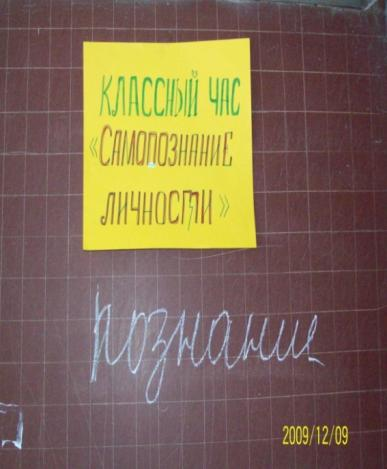 КЛАССНЫЙ ЧАС
«САМОПОЗНАНИЕ
ЛИЧНОСТИ»
познание
2009/12/09